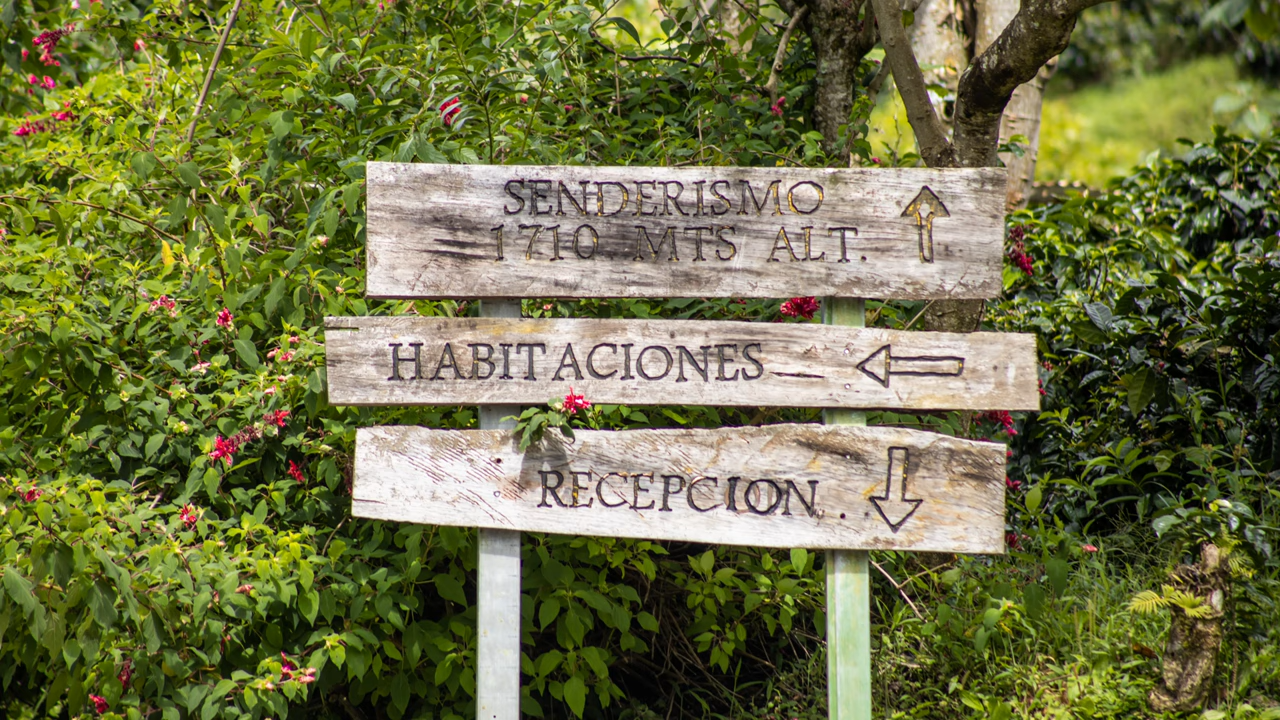 SENDERISMO
1710 MTS ALT.
HABITACIONES
RECEPCION